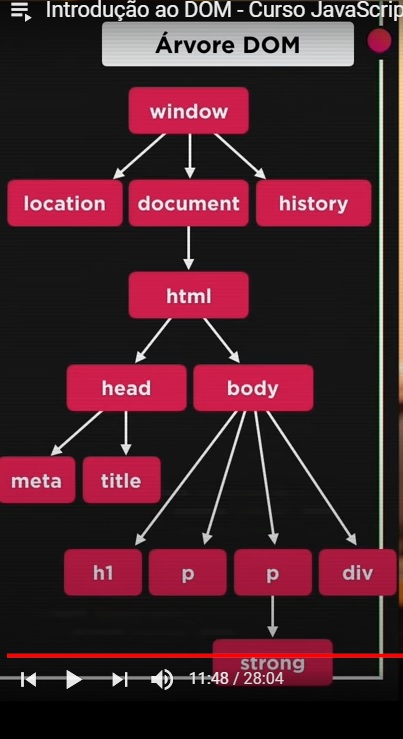 Introdução ao DOM - Curso JavaScrip
Árvore DOM
window
location document history
html
head body
meta title
h1 p p div
strong
11:48 / 28:04